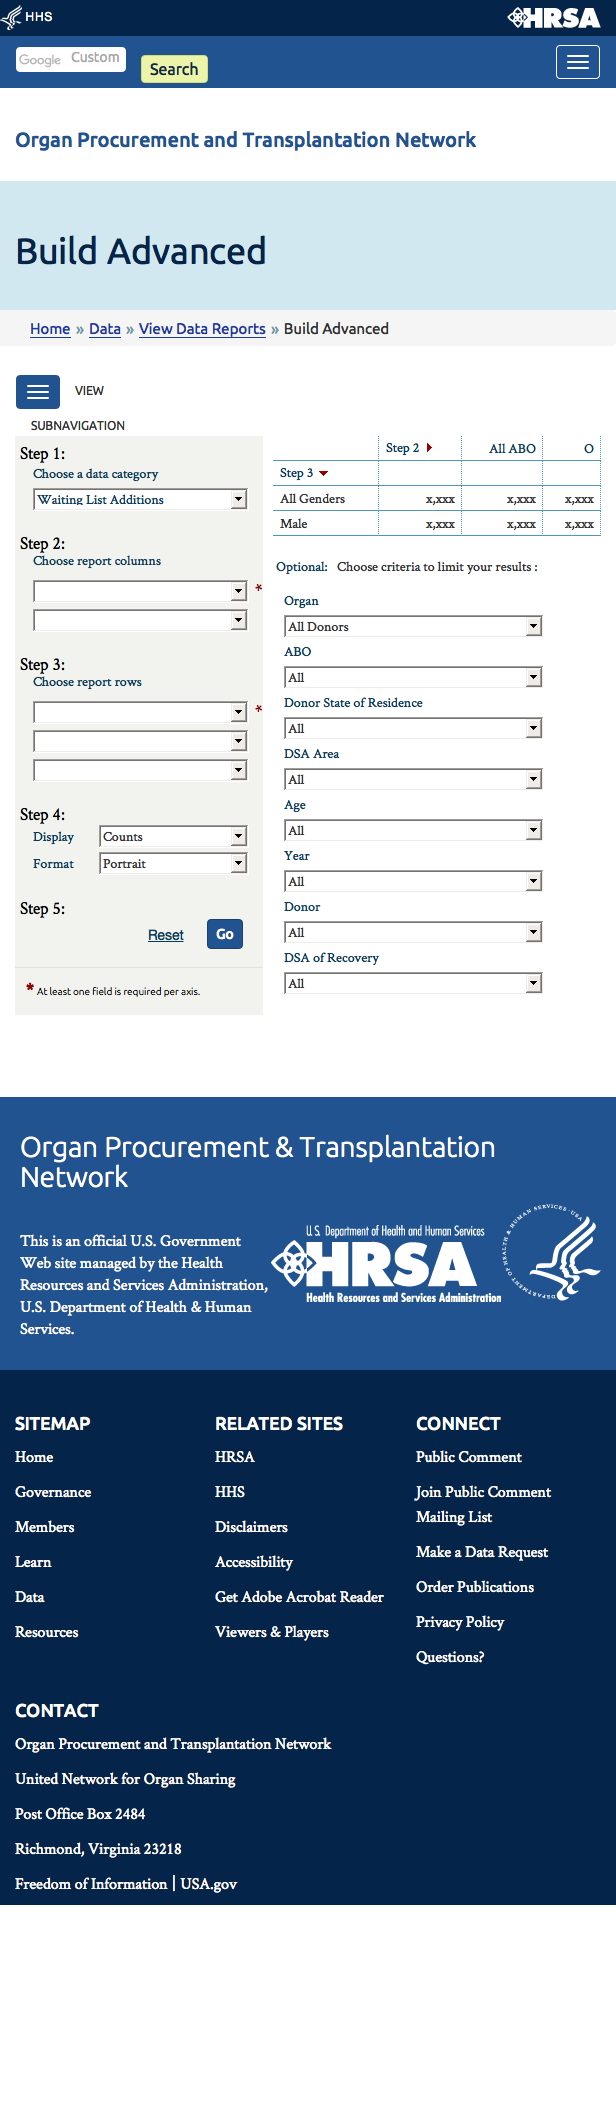 HHS
HRSA
Google Custom
Search
Organ Procurement and Transplantation Network
Build Advanced
Home » Data » View Data Reports » Build Advanced
VIEW
SUBNAVIGATION
Step 1:
Choose a data category
Waiting List Additions
Step 2:
Choose report columns
*
Step 3:
Choose report rows
*
Step 4:
Display Counts
Format Portrait
Step 5:
Reset Go
* At least one field is required per axis.
Step 2 All ABO O
Step 3
All Genders x,xxx x,xxx x,xxx
Male x,xxx x,xxx x,xxx
Optional: Choose criteria to limit your results :
Organ
All Donors
ABO
All
Donor State of Residence
All
DSA Area
All
Age
All
Year
All
Donor
All
DSA of Recovery
All
Organ Procurement & Transplantation
Network
This is an official U.S. Government
Web site managed by the Health
Resources and Services Administration,
U.S. Department of Health & Human
Services.
U.S. Department of Health and Human Services
HRSA
Health Resources and Services Administration
DEPARTMENT OF HEALTH & HUMAN SERVICES · USA
SITEMAP
Home
Governance
Members
Learn
Data
Resources
RELATED SITES
HRSA
HHS
Disclaimers
Accessibility
Get Adobe Acrobat Reader
Viewers & Players
CONNECT
Public Comment
Join Public Comment
Mailing List
Make a Data Request
Order Publications
Privacy Policy
Questions?
CONTACT
Organ Procurement and Transplantation Network
United Network for Organ Sharing
Post Office Box 2484
Richmond, Virginia 23218
Freedom of Information | USA.gov